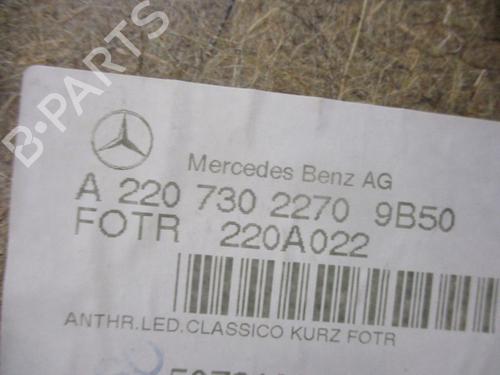 B·PARTS
Mercedes Benz AG
A 220 730 2270 9B50
FOTR 220A022
ANTHR.LED.CLASSICO KURZ FOTR